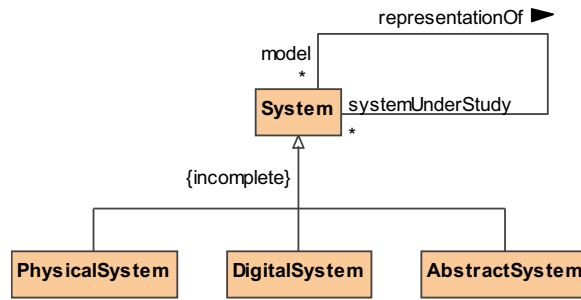 representationOf
model
*
System
systemUnderStudy
*
{incomplete}
PhysicalSystem
DigitalSystem
AbstractSystem